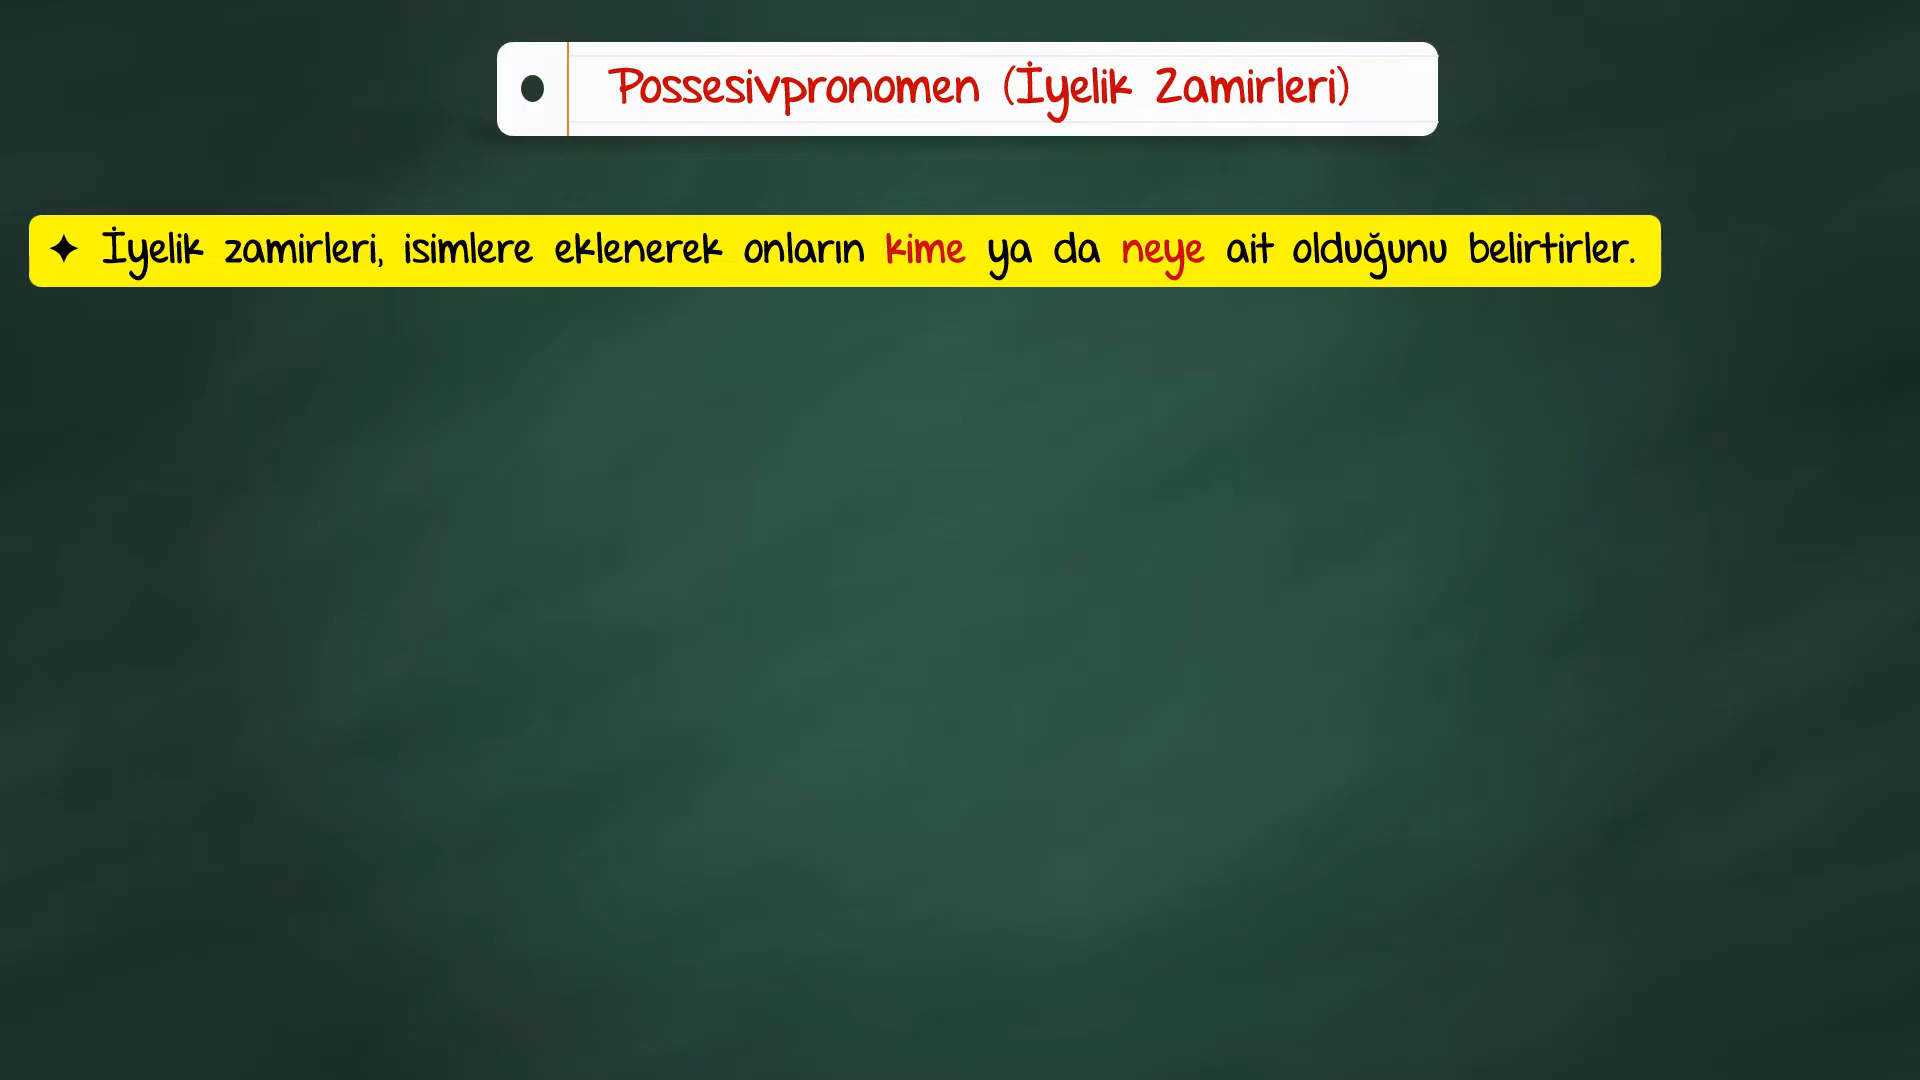 Possesivpronomen (İyelik Zamirleri)
✦ İyelik zamirleri, isimlere eklenerek onların kime ya da neye ait olduğunu belirtirler.